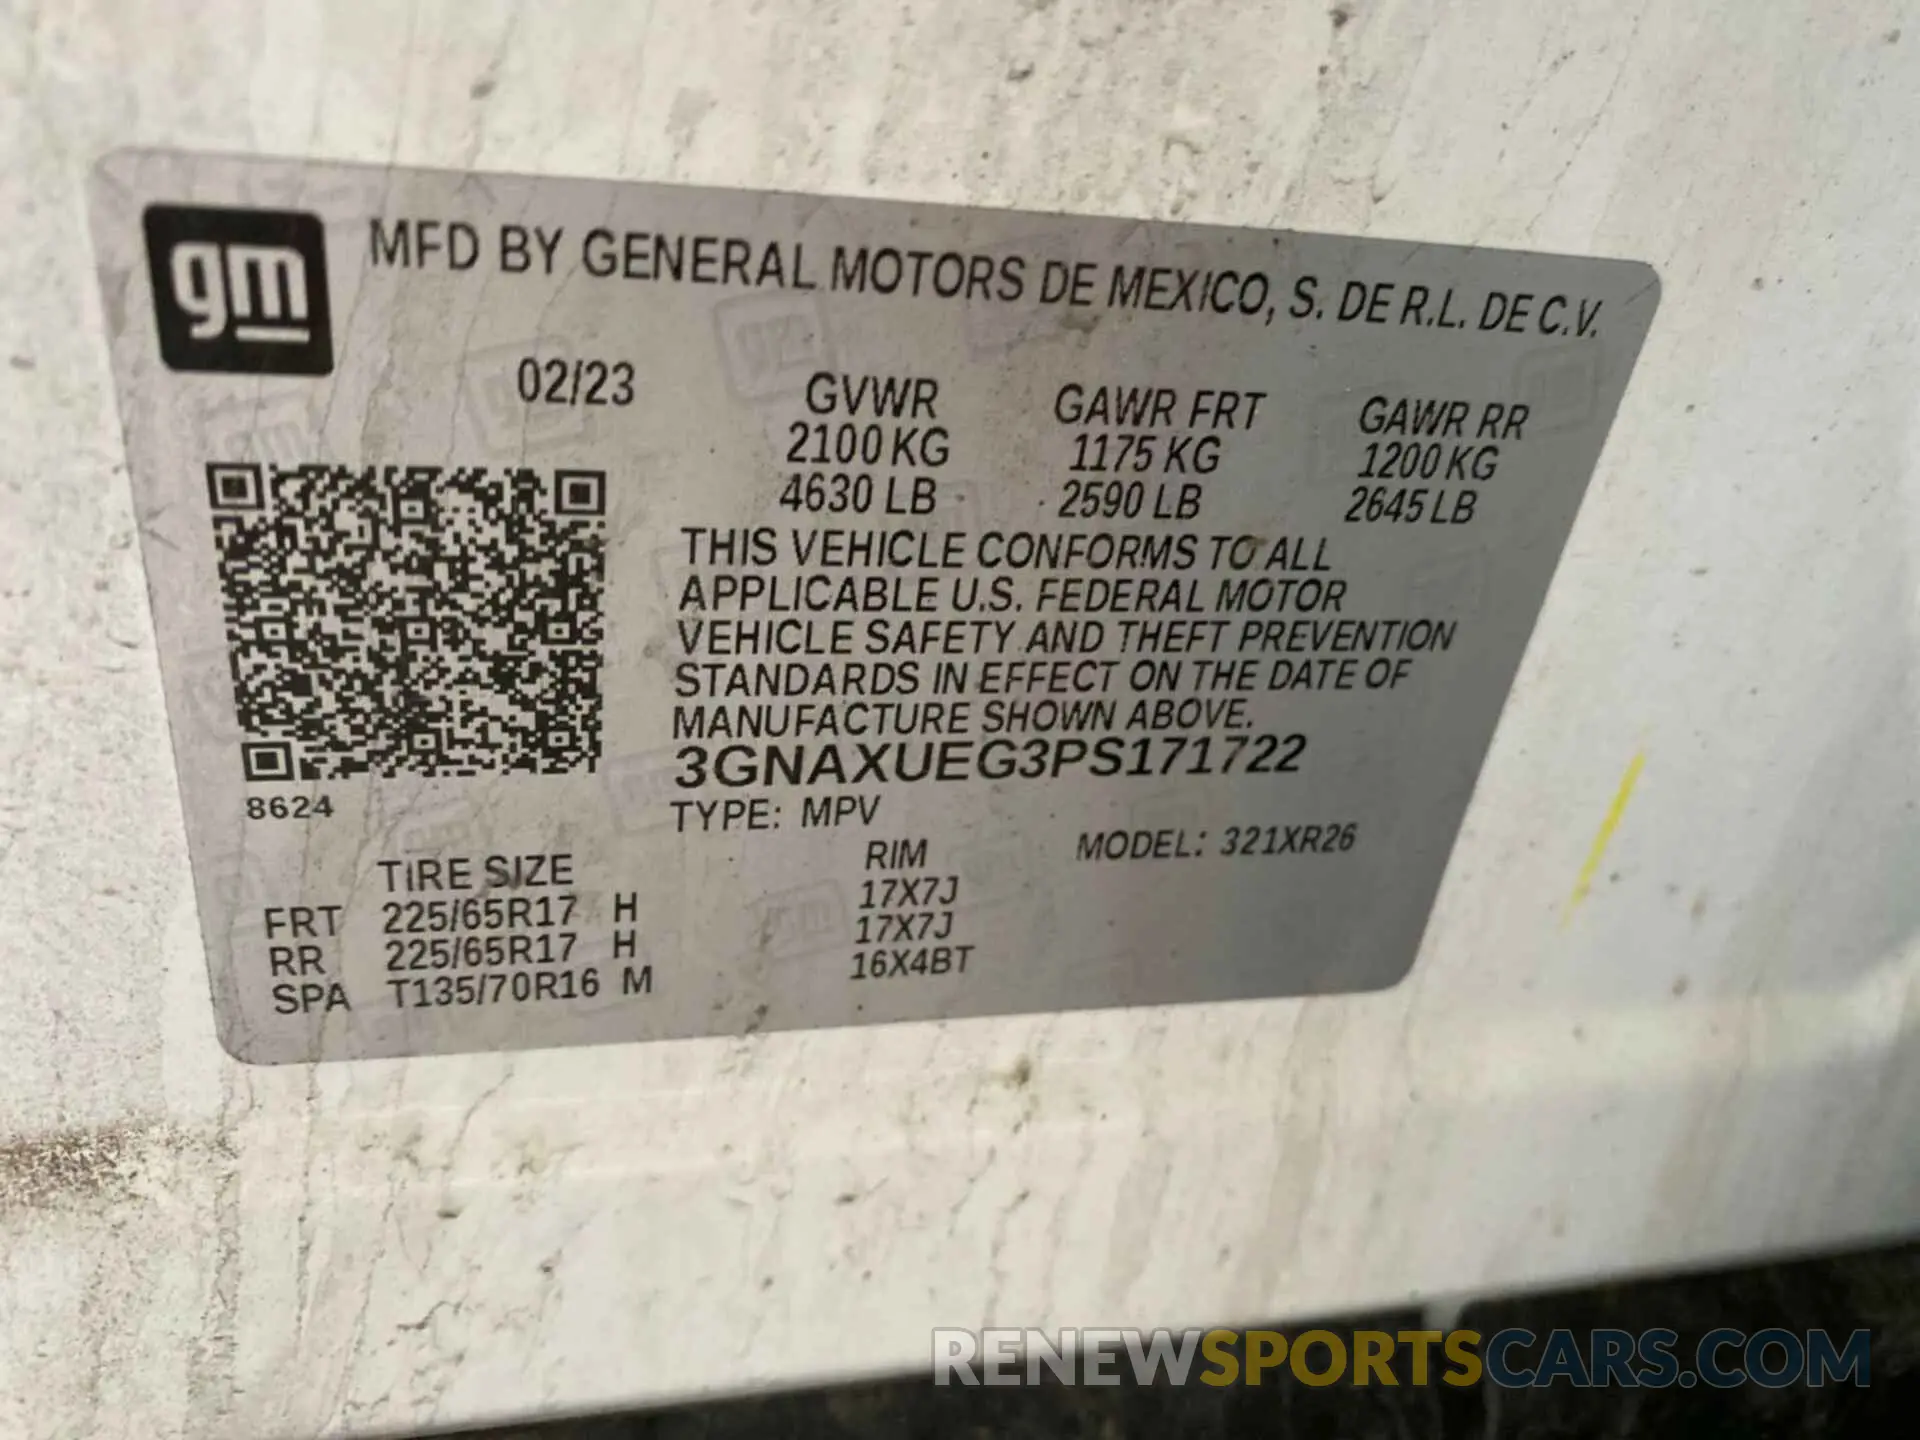 gm
MFD BY GENERAL MOTORS DE MEXICO, S. DE R.L. DE C.V.
02/23
GVWR GAWR FRT GAWR RR
2100 KG 1175 KG 1200 KG
4630 LB 2590 LB 2645 LB
THIS VEHICLE CONFORMS TO ALL
APPLICABLE U.S. FEDERAL MOTOR
VEHICLE SAFETY AND THEFT PREVENTION
STANDARDS IN EFFECT ON THE DATE OF
MANUFACTURE SHOWN ABOVE.
3GNAXUEG3PS171722
8624
TYPE: MPV
MODEL: 321XR26
TIRE SIZE RIM
FRT 225/65R17 H 17X7J
RR 225/65R17 H 17X7J
SPA T135/70R16 M 16X4BT
RENEWSPORTSCARS.COM